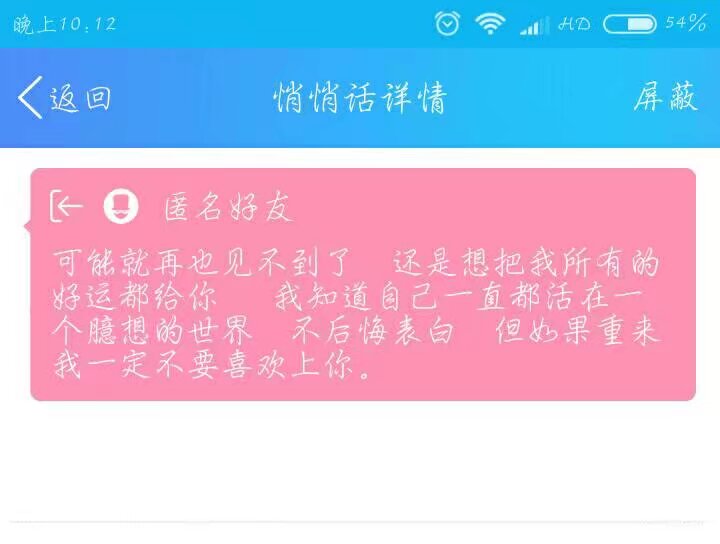 晚上10:12 HD 54%
返回 悄悄话详情 屏蔽
匿名好友
可能就再也见不到了 还是想把我所有的
好运都给你 我知道自己一直都活在一
个臆想的世界 不后悔表白 但如果重来
我一定不要喜欢上你。